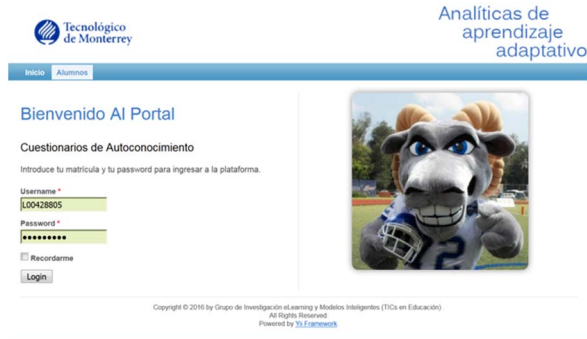 Tecnológico
de Monterrey
Analíticas de
aprendizaje
adaptativo
Inicio Alumnos
Bienvenido Al Portal
Cuestionarios de Autoconocimiento
Introduce tu matrícula y tu password para ingresar a la plataforma.
Username *
L00428805
Password *
•••••••••
Recordarme
Login
Copyright © 2016 by Grupo de Investigación eLearning y Modelos Inteligentes (TICs en Educación)
All Rights Reserved
Powered by Yii Framework